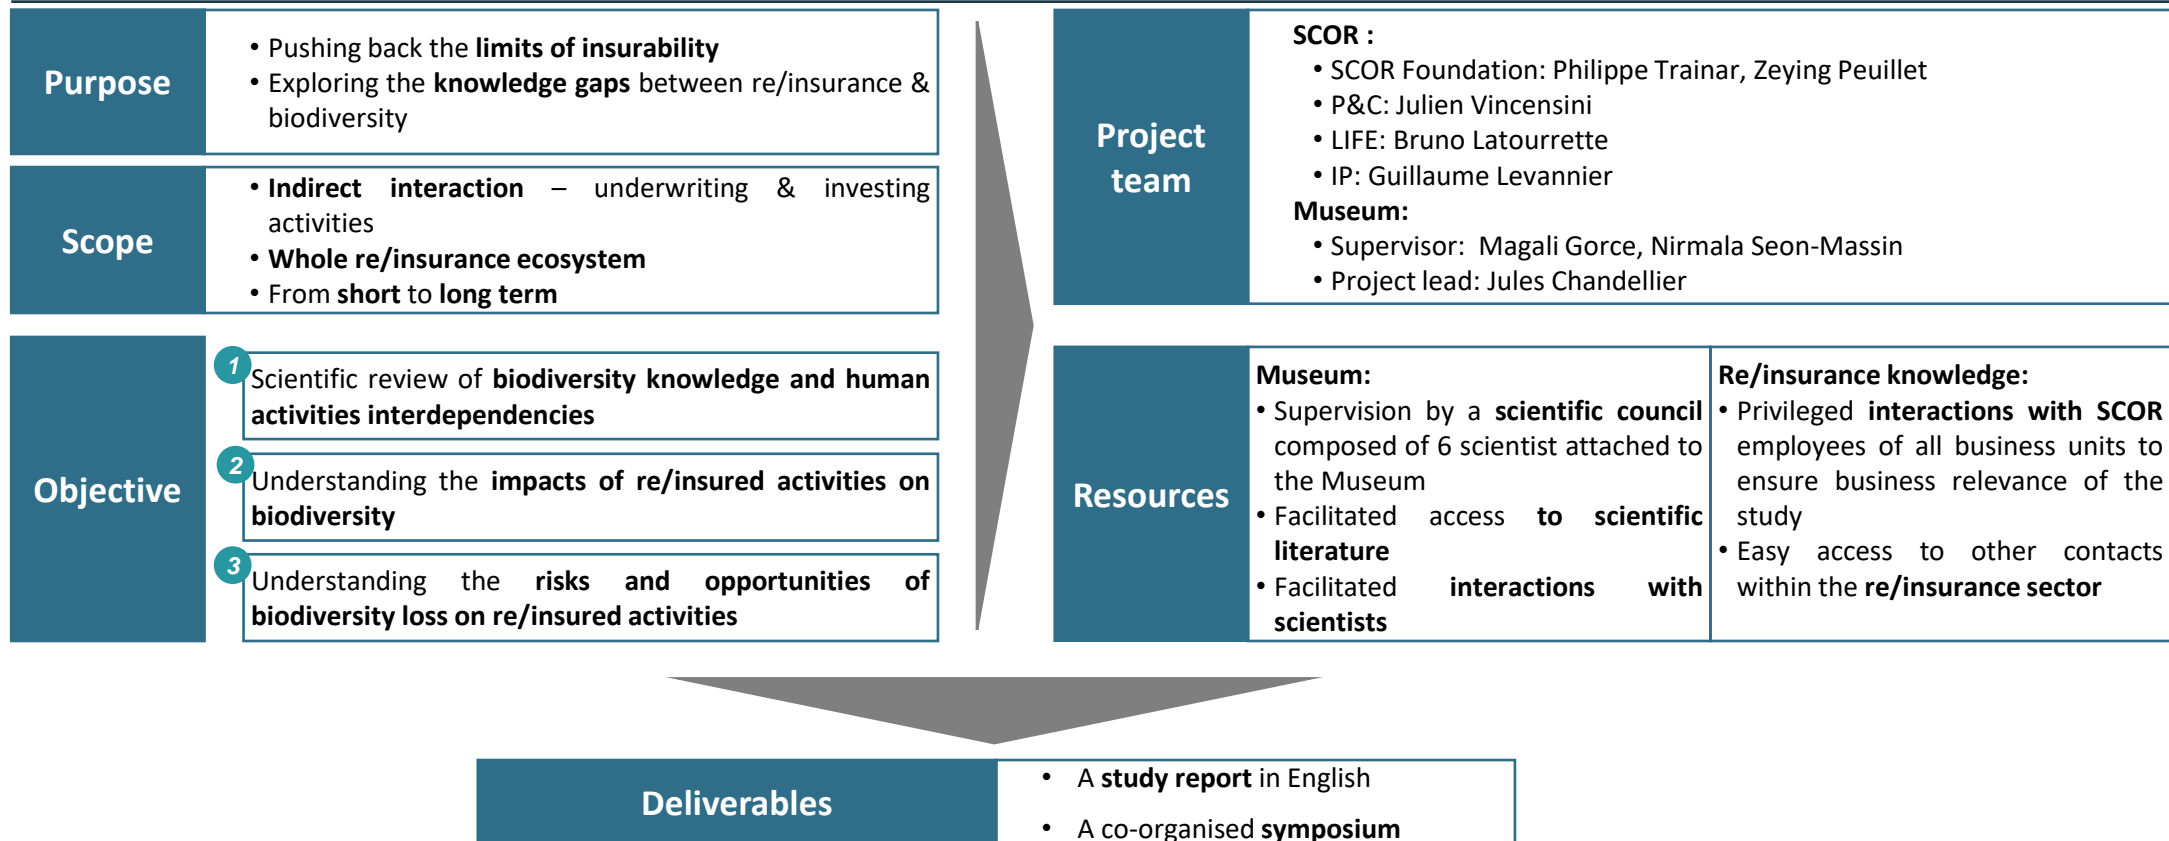 Purpose
• Pushing back the limits of insurability
• Exploring the knowledge gaps between re/insurance &
biodiversity
Scope
• Indirect interaction – underwriting & investing
activities
• Whole re/insurance ecosystem
• From short to long term
Objective
1
Scientific review of biodiversity knowledge and human
activities interdependencies
2
Understanding the impacts of re/insured activities on
biodiversity
3
Understanding the risks and opportunities of
biodiversity loss on re/insured activities
Project
team
SCOR :
• SCOR Foundation: Philippe Trainar, Zeying Peuillet
• P&C: Julien Vincensini
• LIFE: Bruno Latourrette
• IP: Guillaume Levannier
Museum:
• Supervisor: Magali Gorce, Nirmala Seon-Massin
• Project lead: Jules Chandellier
Resources
Museum:
• Supervision by a scientific council
composed of 6 scientist attached to
the Museum
• Facilitated access to scientific
literature
• Facilitated interactions with
scientists
Re/insurance knowledge:
• Privileged interactions with SCOR
employees of all business units to
ensure business relevance of the
study
• Easy access to other contacts
within the re/insurance sector
Deliverables
• A study report in English
• A co-organised symposium